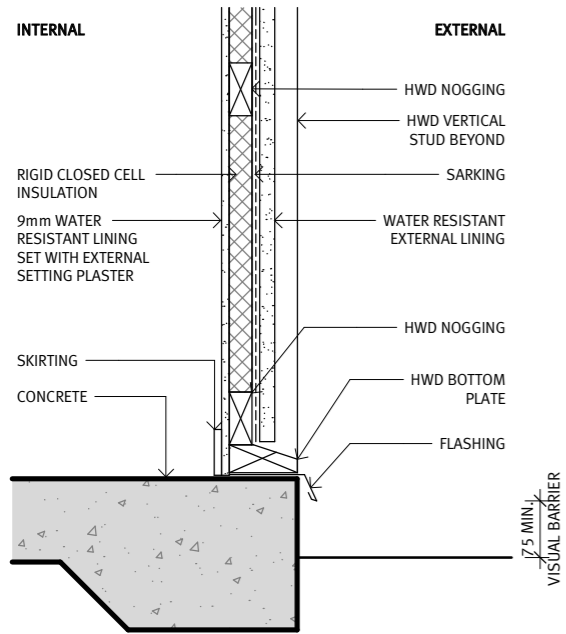 INTERNAL
EXTERNAL
HWD NOGGING
HWD VERTICAL
STUD BEYOND
RIGID CLOSED CELL
INSULATION
SARKING
9mm WATER
RESISTANT LINING
SET WITH EXTERNAL
SETTING PLASTER
WATER RESISTANT
EXTERNAL LINING
HWD NOGGING
SKIRTING
HWD BOTTOM
PLATE
CONCRETE
FLASHING
75 MIN.
VISUAL BARRIER